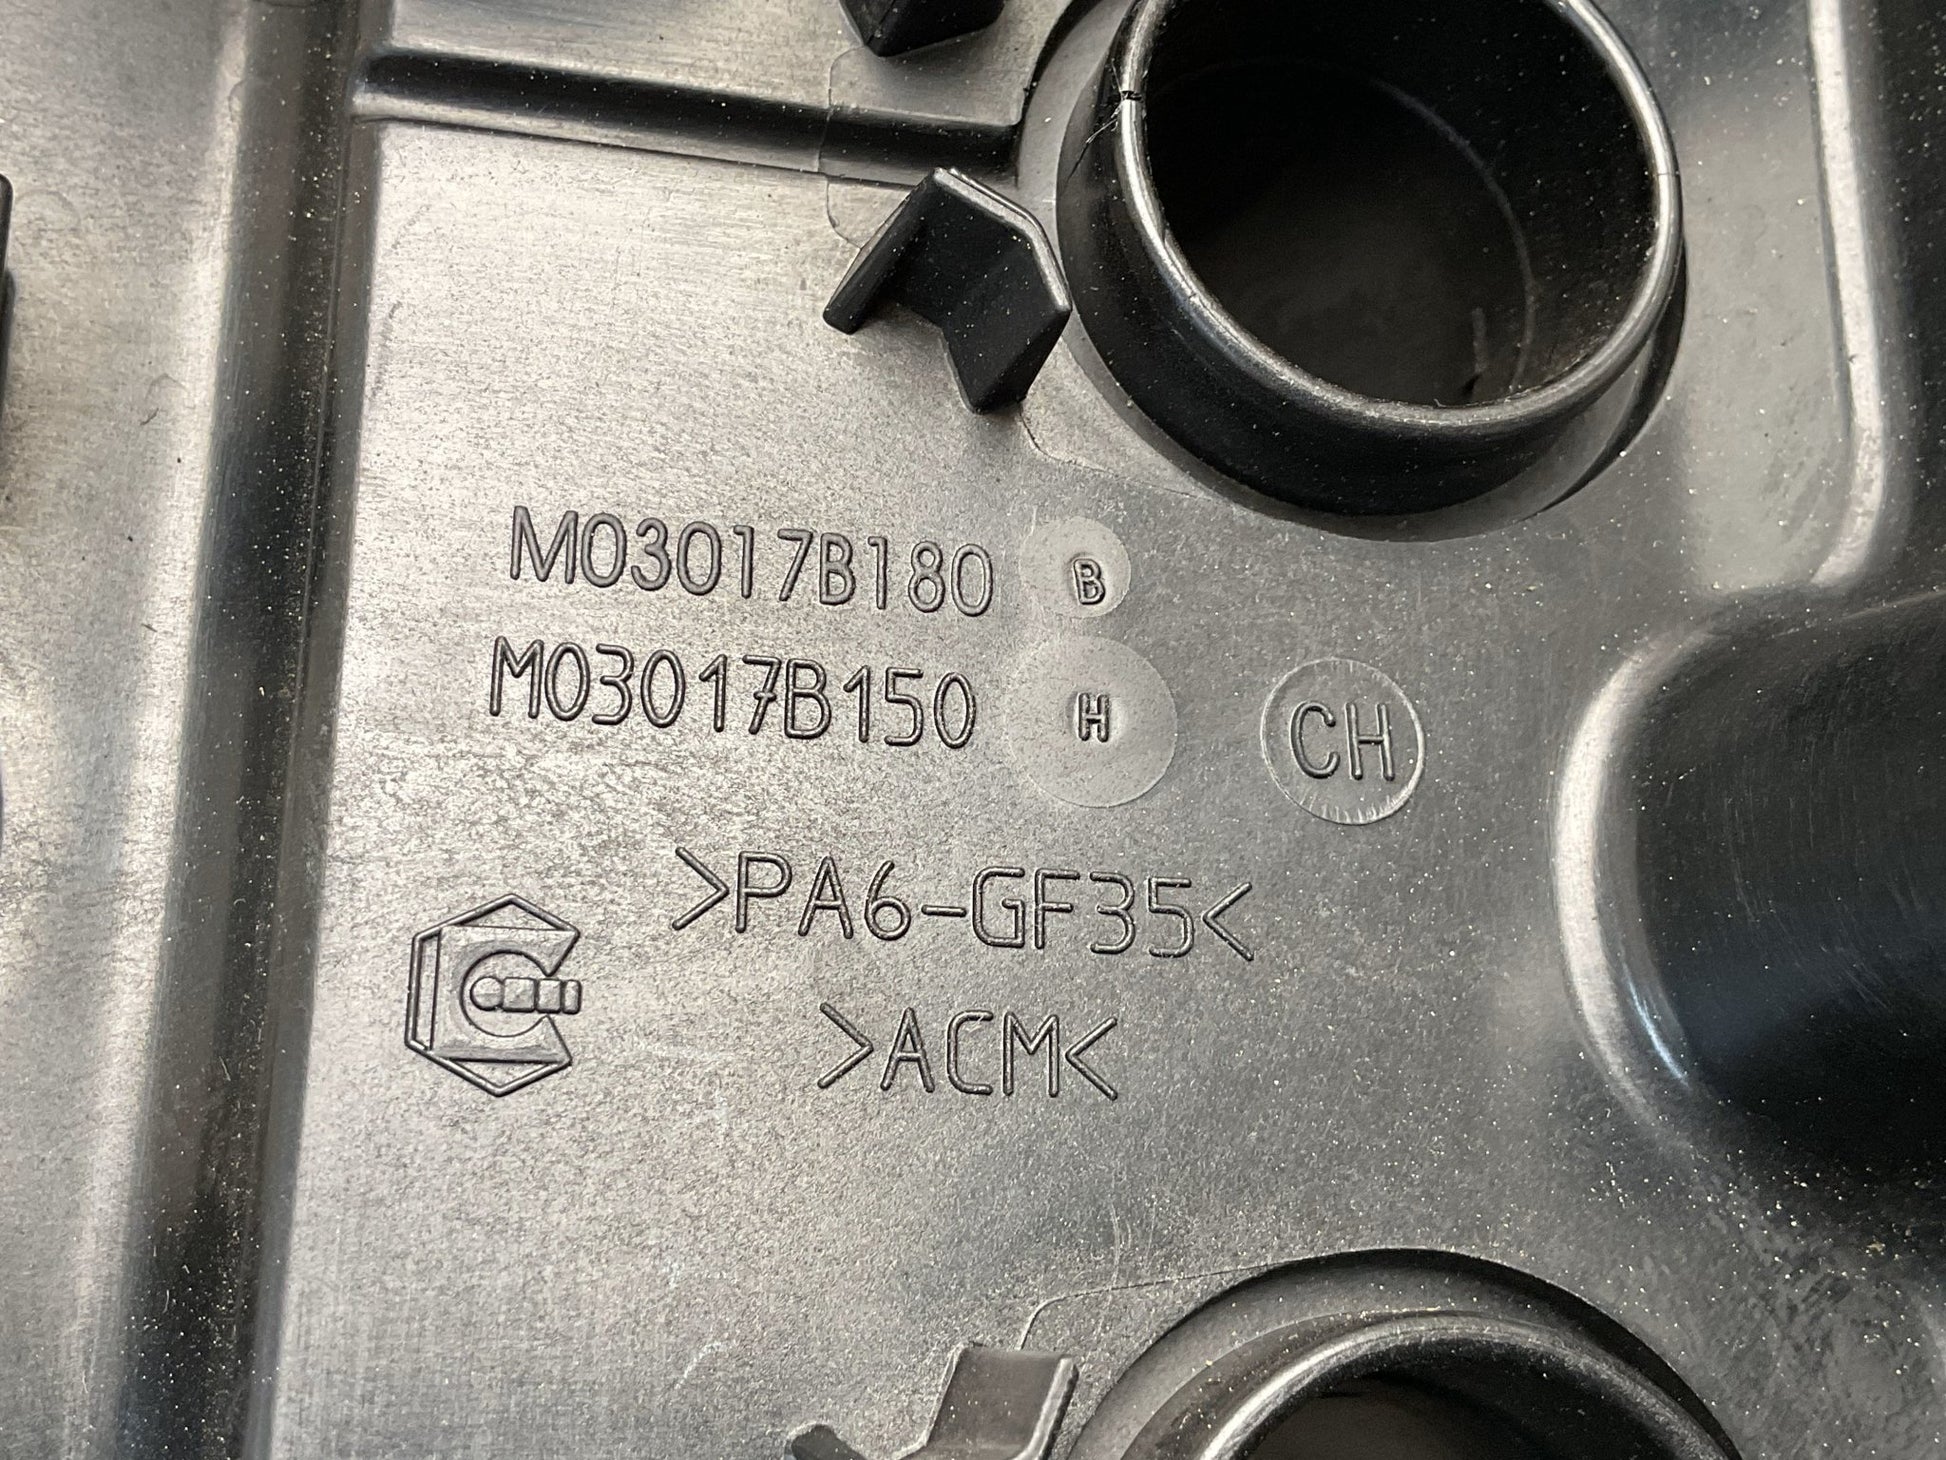 M03017B180 B
M03017B150 H CH
>PA6-GF35<
>ACM<